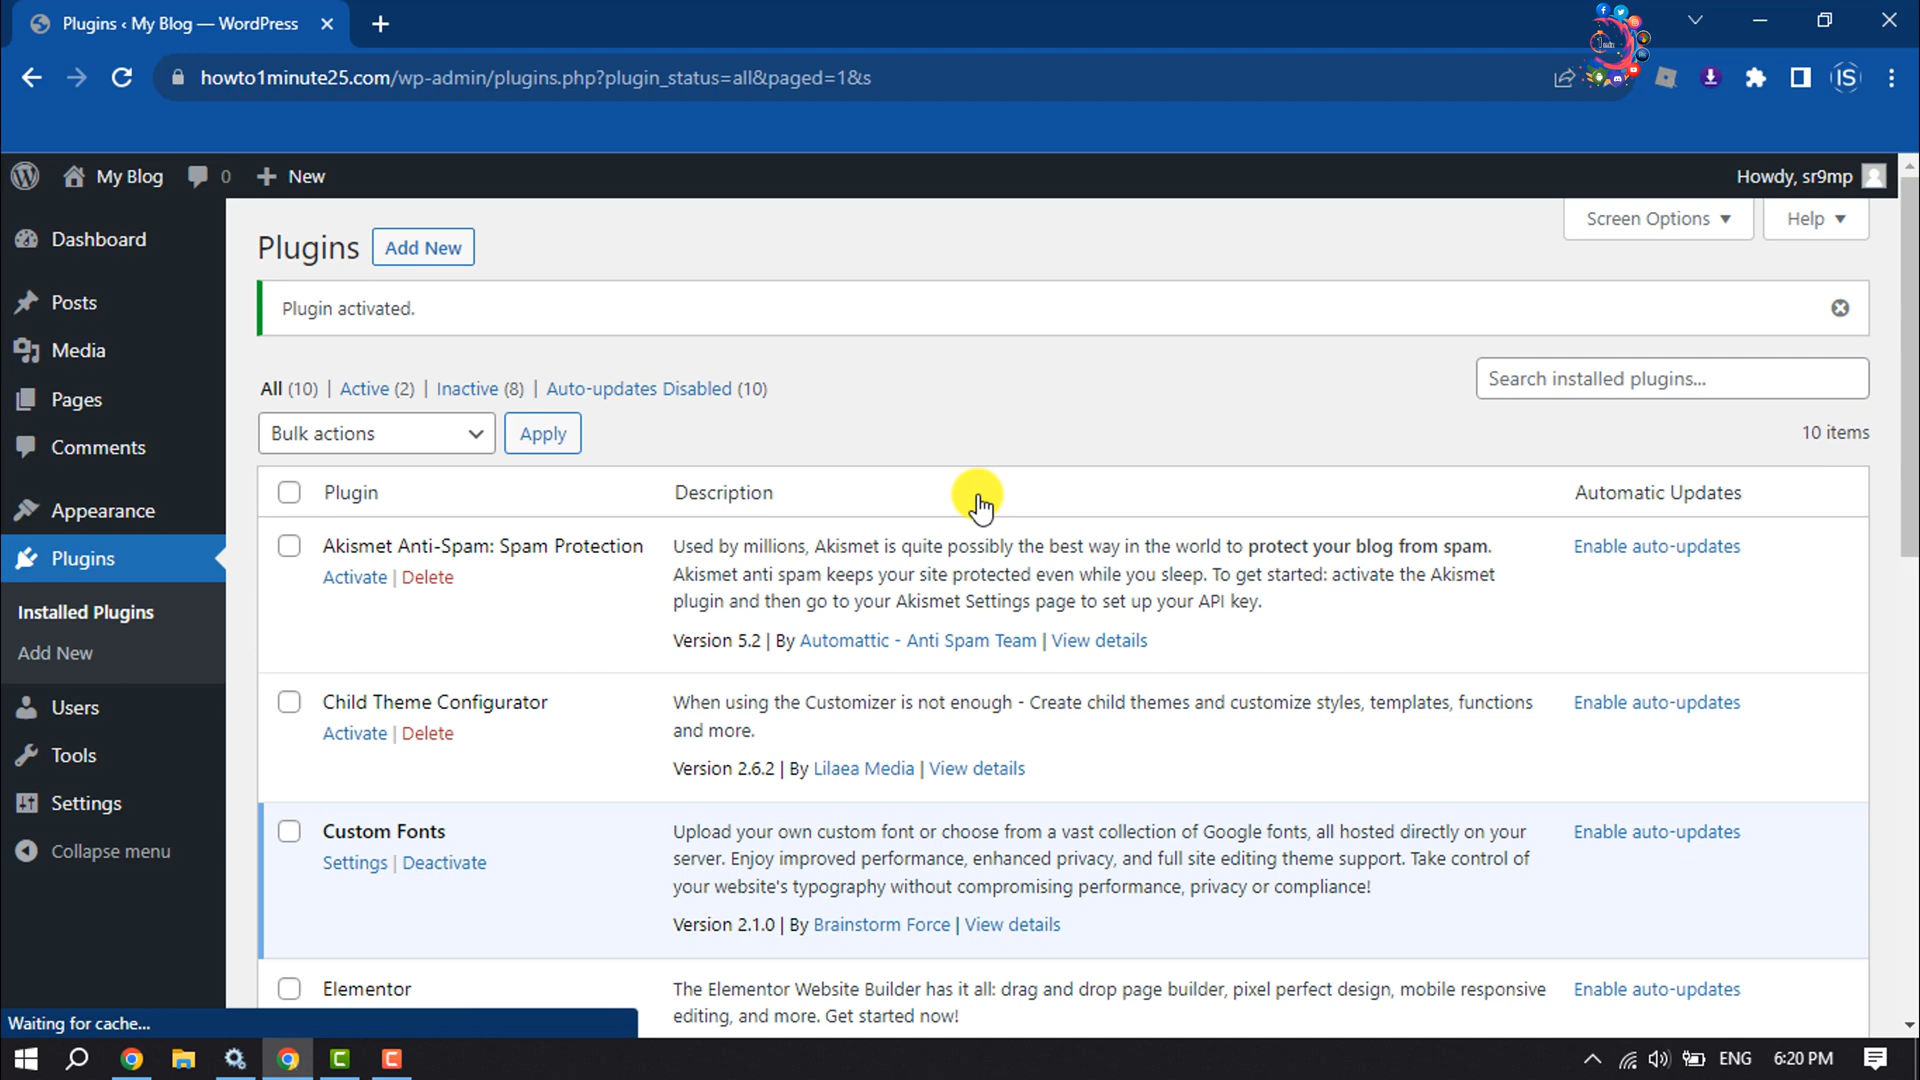 Plugins ‹ My Blog — WordPress
howto1minute25.com/wp-admin/plugins.php?plugin_status=all&paged=1&s
IS
My Blog 0 New
Howdy, sr9mp
Dashboard
Posts
Media
Pages
Comments
Appearance
Plugins
Installed Plugins
Add New
Users
Tools
Settings
Collapse menu
Screen Options Help
Plugins Add New
Plugin activated.
All (10) | Active (2) | Inactive (8) | Auto-updates Disabled (10)
Search installed plugins...
Bulk actions Apply
10 items
Plugin Description Automatic Updates
Akismet Anti-Spam: Spam Protection
Activate | Delete
Used by millions, Akismet is quite possibly the best way in the world to protect your blog from spam.
Akismet anti spam keeps your site protected even while you sleep. To get started: activate the Akismet
plugin and then go to your Akismet Settings page to set up your API key.
Version 5.2 | By Automattic - Anti Spam Team | View details
Enable auto-updates
Child Theme Configurator
Activate | Delete
When using the Customizer is not enough - Create child themes and customize styles, templates, functions
and more.
Version 2.6.2 | By Lilaea Media | View details
Enable auto-updates
Custom Fonts
Settings | Deactivate
Upload your own custom font or choose from a vast collection of Google fonts, all hosted directly on your
server. Enjoy improved performance, enhanced privacy, and full site editing theme support. Take control of
your website's typography without compromising performance, privacy or compliance!
Version 2.1.0 | By Brainstorm Force | View details
Enable auto-updates
Elementor
The Elementor Website Builder has it all: drag and drop page builder, pixel perfect design, mobile responsive
editing, and more. Get started now!
Enable auto-updates
Waiting for cache...
ENG 6:20 PM